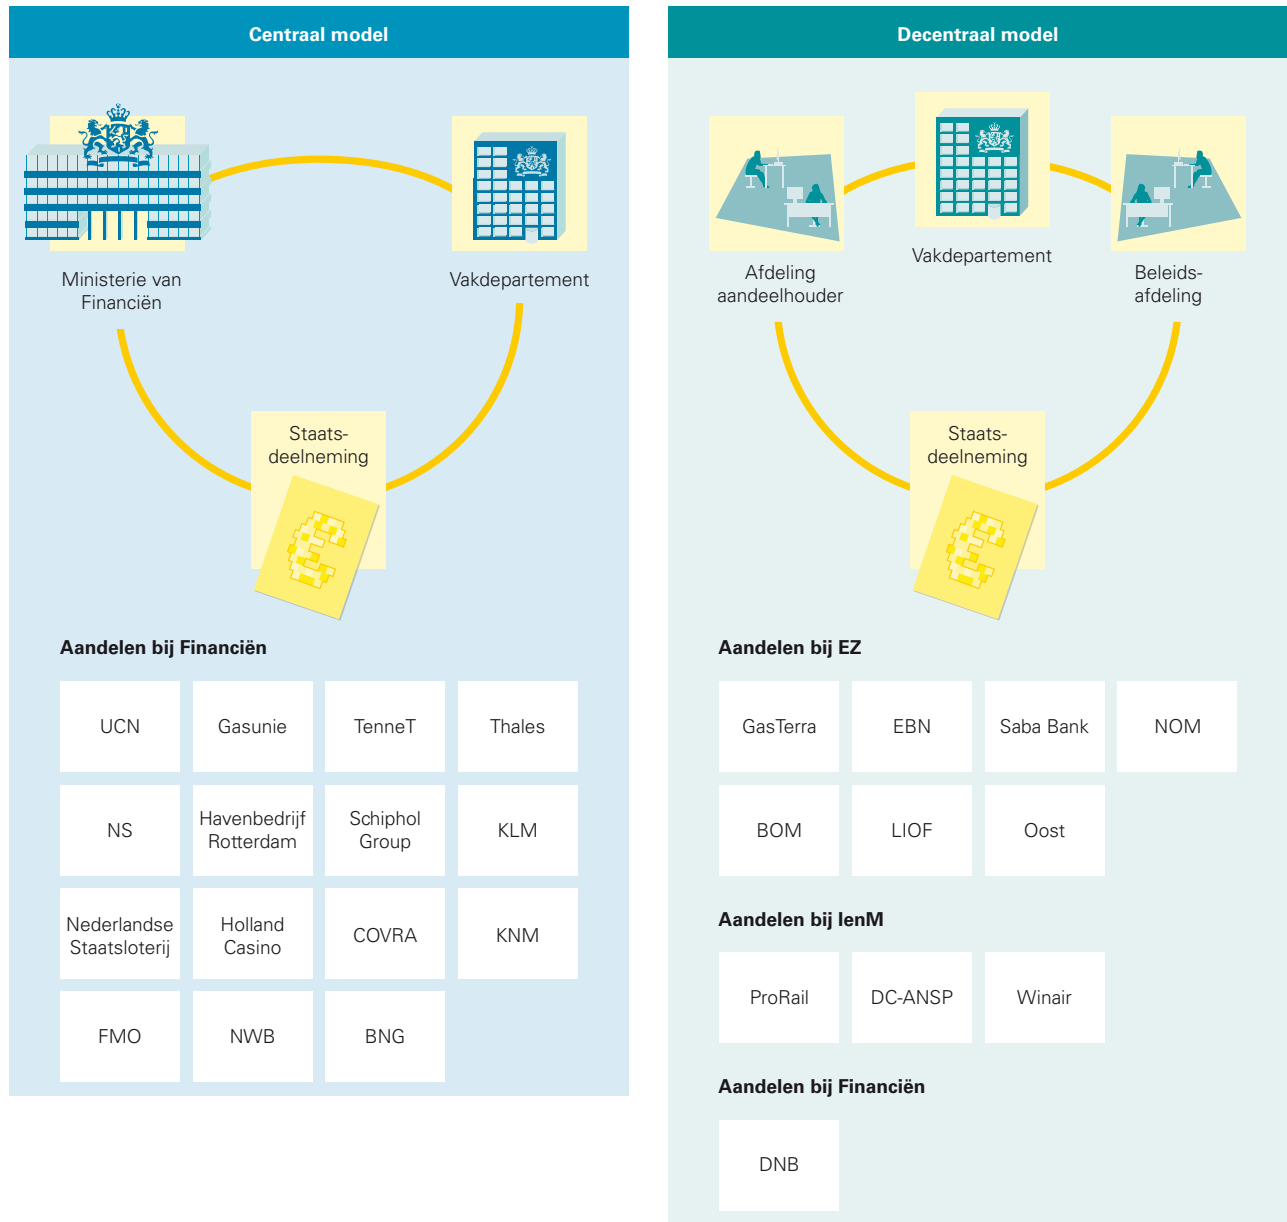 Centraal model
Ministerie van
Financiën
Vakdepartement
Staats-
deelneming
Aandelen bij Financiën
UCN
Gasunie
TenneT
Thales
NS
Havenbedrijf
Rotterdam
Schiphol
Group
KLM
Nederlandse
Staatsloterij
Holland
Casino
COVRA
KNM
FMO
NWB
BNG
Decentraal model
Afdeling
aandeelhouder
Vakdepartement
Beleids-
afdeling
Staats-
deelneming
Aandelen bij EZ
GasTerra
EBN
Saba Bank
NOM
BOM
LIOF
Oost
Aandelen bij IenM
ProRail
DC-ANSP
Winair
Aandelen bij Financiën
DNB